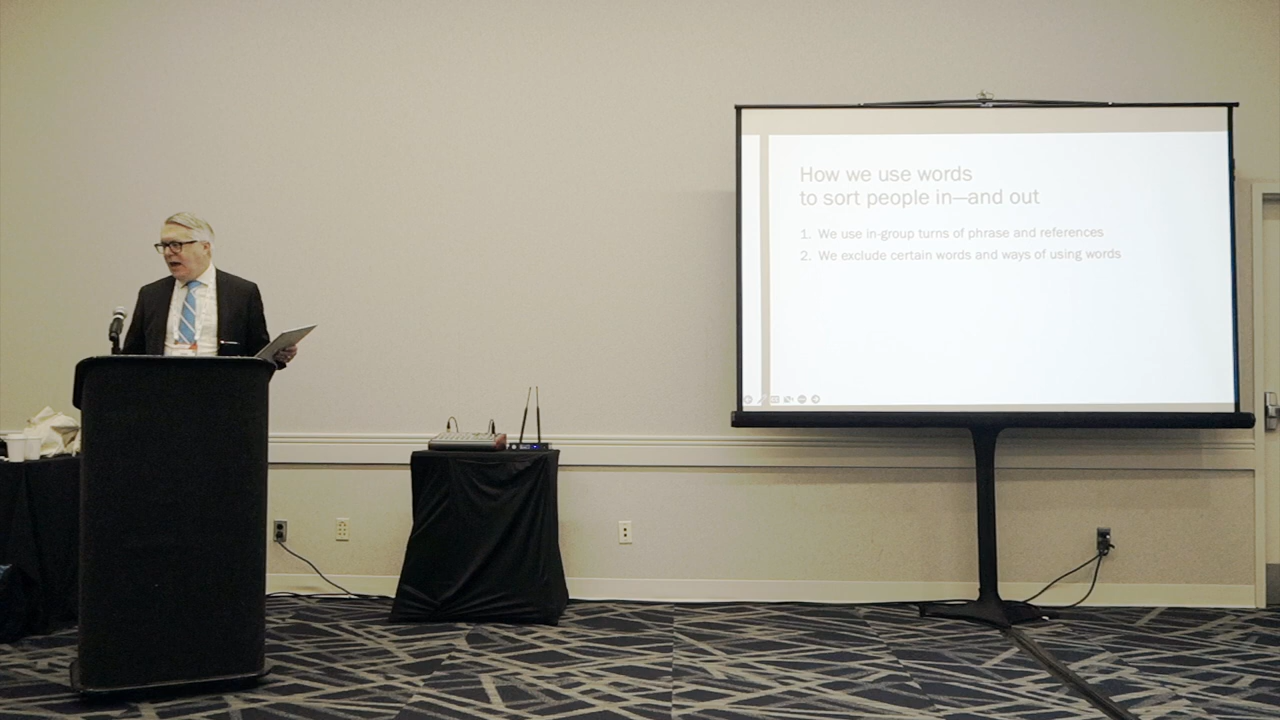 How we use words
to sort people in—and out
1. We use in-group turns of phrase and references
2. We exclude certain words and ways of using words